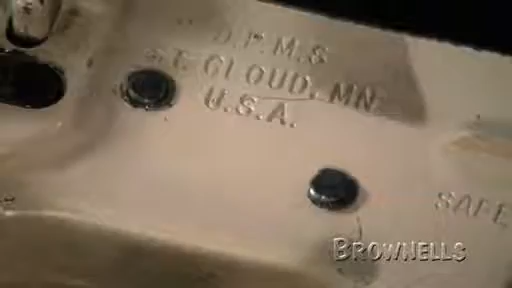 D.P.M.S
ST CLOUD, MN
U.S.A.
SAFE
BROWNELLS